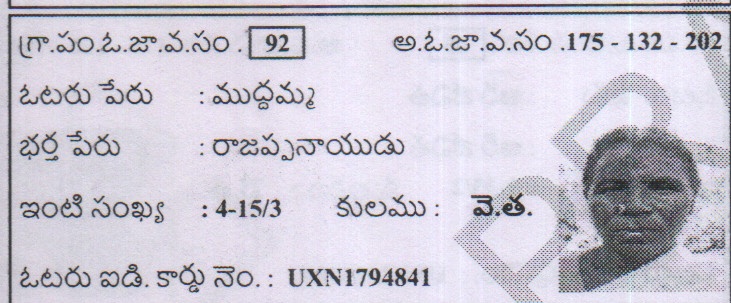 గ్రా.పం.ఓ.జా.వ.సం. 92 అ.ఓ.జా.వ.సం.175 - 132 - 202
ఓటరు పేరు : ముద్దమ్మ
భర్త పేరు : రాజప్పనాయుడు
ఇంటి సంఖ్య : 4-15/3 కులము : వె.త.
ఓటరు ఐడి. కార్డు నెం. : UXN1794841